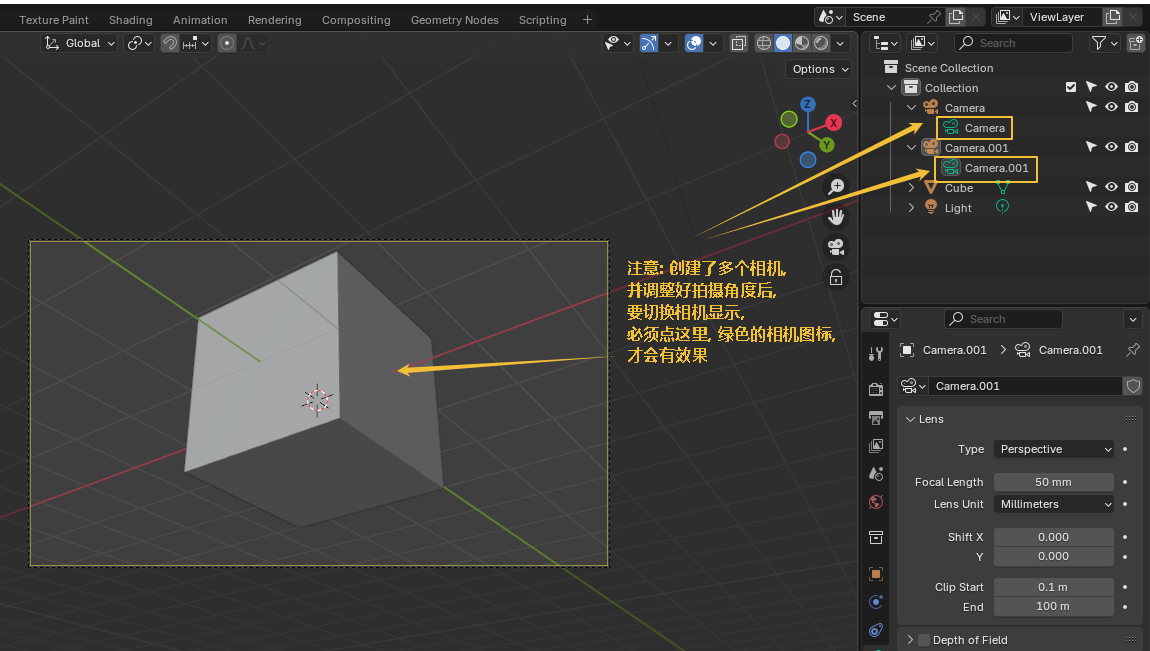 Texture Paint Shading Animation Rendering Compositing Geometry Nodes Scripting + Scene ViewLayer
Global Search
Options
Scene Collection
Collection
Camera
Camera
Camera.001
Camera.001
Cube
Light
Z
X
Y
注意: 创建了多个相机,
并调整好拍摄角度后,
要切换相机显示,
必须点这里, 绿色的相机图标,
才会有效果
Search
Camera.001 > Camera.001
Camera.001
Lens
Type Perspective
Focal Length 50 mm
Lens Unit Millimeters
Shift X 0.000
Y 0.000
Clip Start 0.1 m
End 100 m
Depth of Field